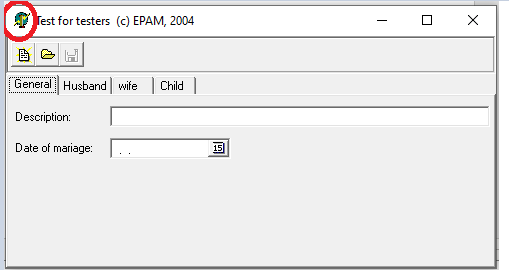 Test for testers (c) EPAM, 2004
General Husband wife Child
Description:
Date of mariage: . . 15